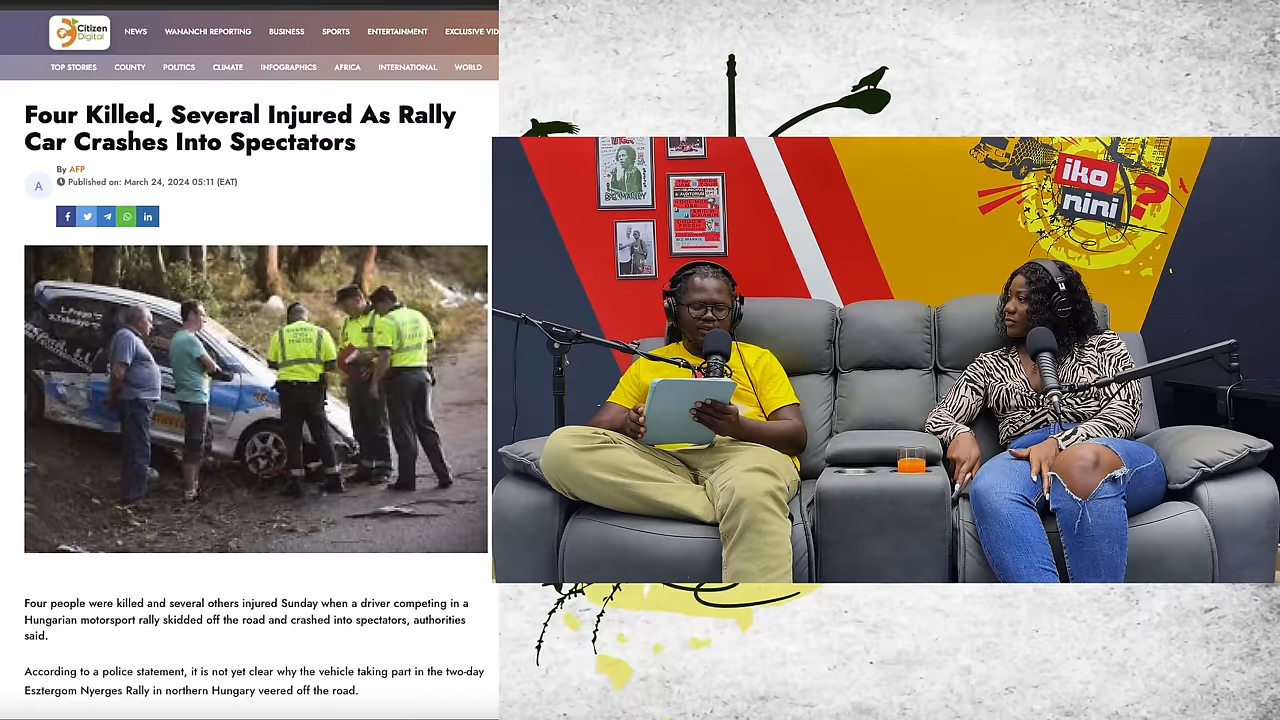 Citizen
Digital
NEWS
WANANCHI REPORTING
BUSINESS
SPORTS
ENTERTAINMENT
EXCLUSIVE VID
TOP STORIES
COUNTY
POLITICS
CLIMATE
INFOGRAPHICS
AFRICA
INTERNATIONAL
WORLD
Four Killed, Several Injured As Rally
Car Crashes Into Spectators
A
By AFP
Published on: March 24, 2024 05:11 (EAT)
Four people were killed and several others injured Sunday when a driver competing in a
Hungarian motorsport rally skidded off the road and crashed into spectators, authorities
said.
According to a police statement, it is not yet clear why the vehicle taking part in the two-day
Esztergom Nyerges Rally in northern Hungary veered off the road.
iko
nini
?